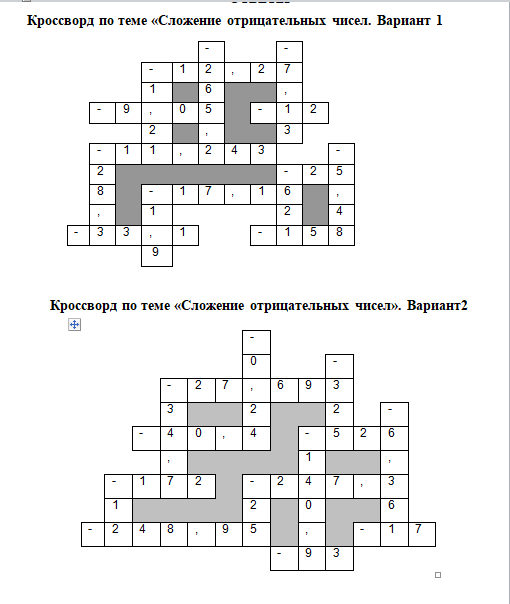 Кроссворд по теме «Сложение отрицательных чисел. Вариант 1
- -
- 1 2 , 2 7
1 6 ,
- 9 , 0 5 - 1 2
2 , 3
- 1 1 , 2 4 3 -
2 - 2 5
8 - 1 7 , 1 6 ,
, 1 2 4
- 3 3 , 1 - 1 5 8
9
Кроссворд по теме «Сложение отрицательных чисел». Вариант2
-
0 -
- 2 7 , 6 9 3
3 2 2 -
- 4 0 , 4 - 5 2 6
, 1 ,
- 1 7 2 - 2 4 7 , 3
1 2 0 6
- 2 4 8 , 9 5 , - 1 7
- 9 3